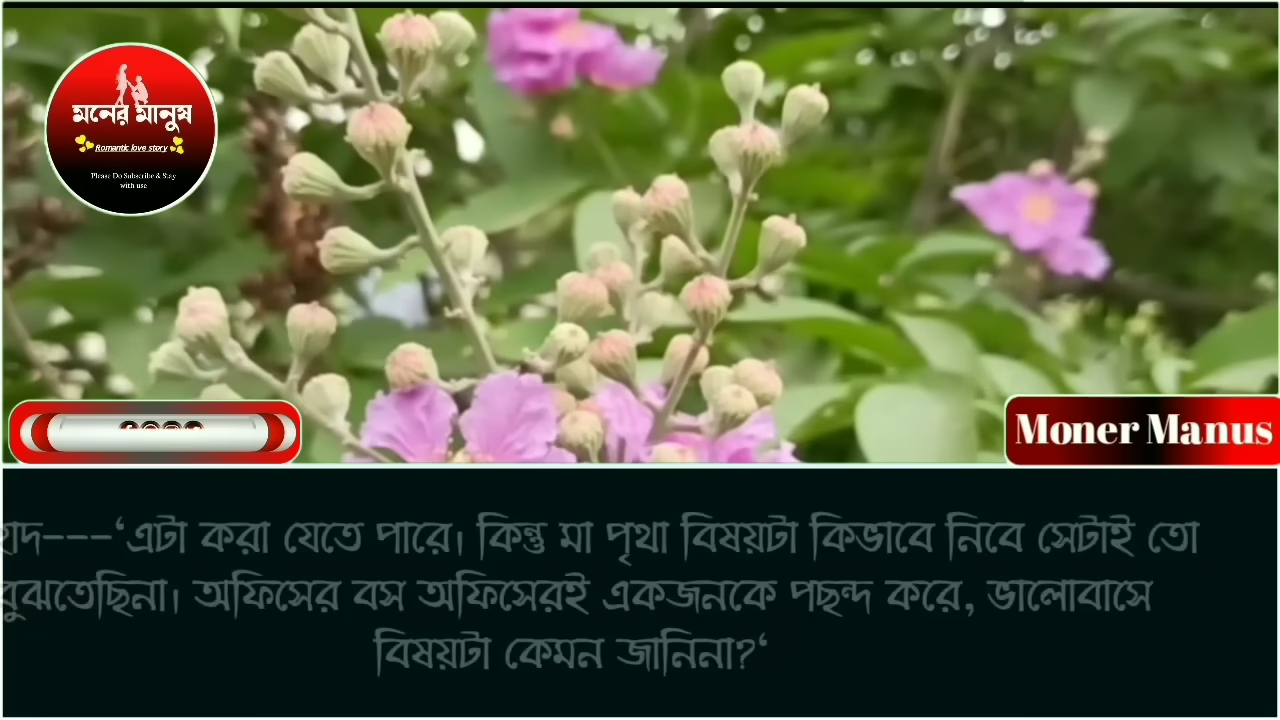 মনের মানুষ
Romantic love story
Please Do Subscribe & Stay
with use
Moner Manus
এটা করা যেতে পারে। কিন্তু মা পৃথা বিষয়টা কিভাবে নিবে সেটাই তো
বুঝতেছিনা। অফিসের বস অফিসেরই একজনকে পছন্দ করে, ভালোবাসে
বিষয়টা কেমন জানিনা?‘